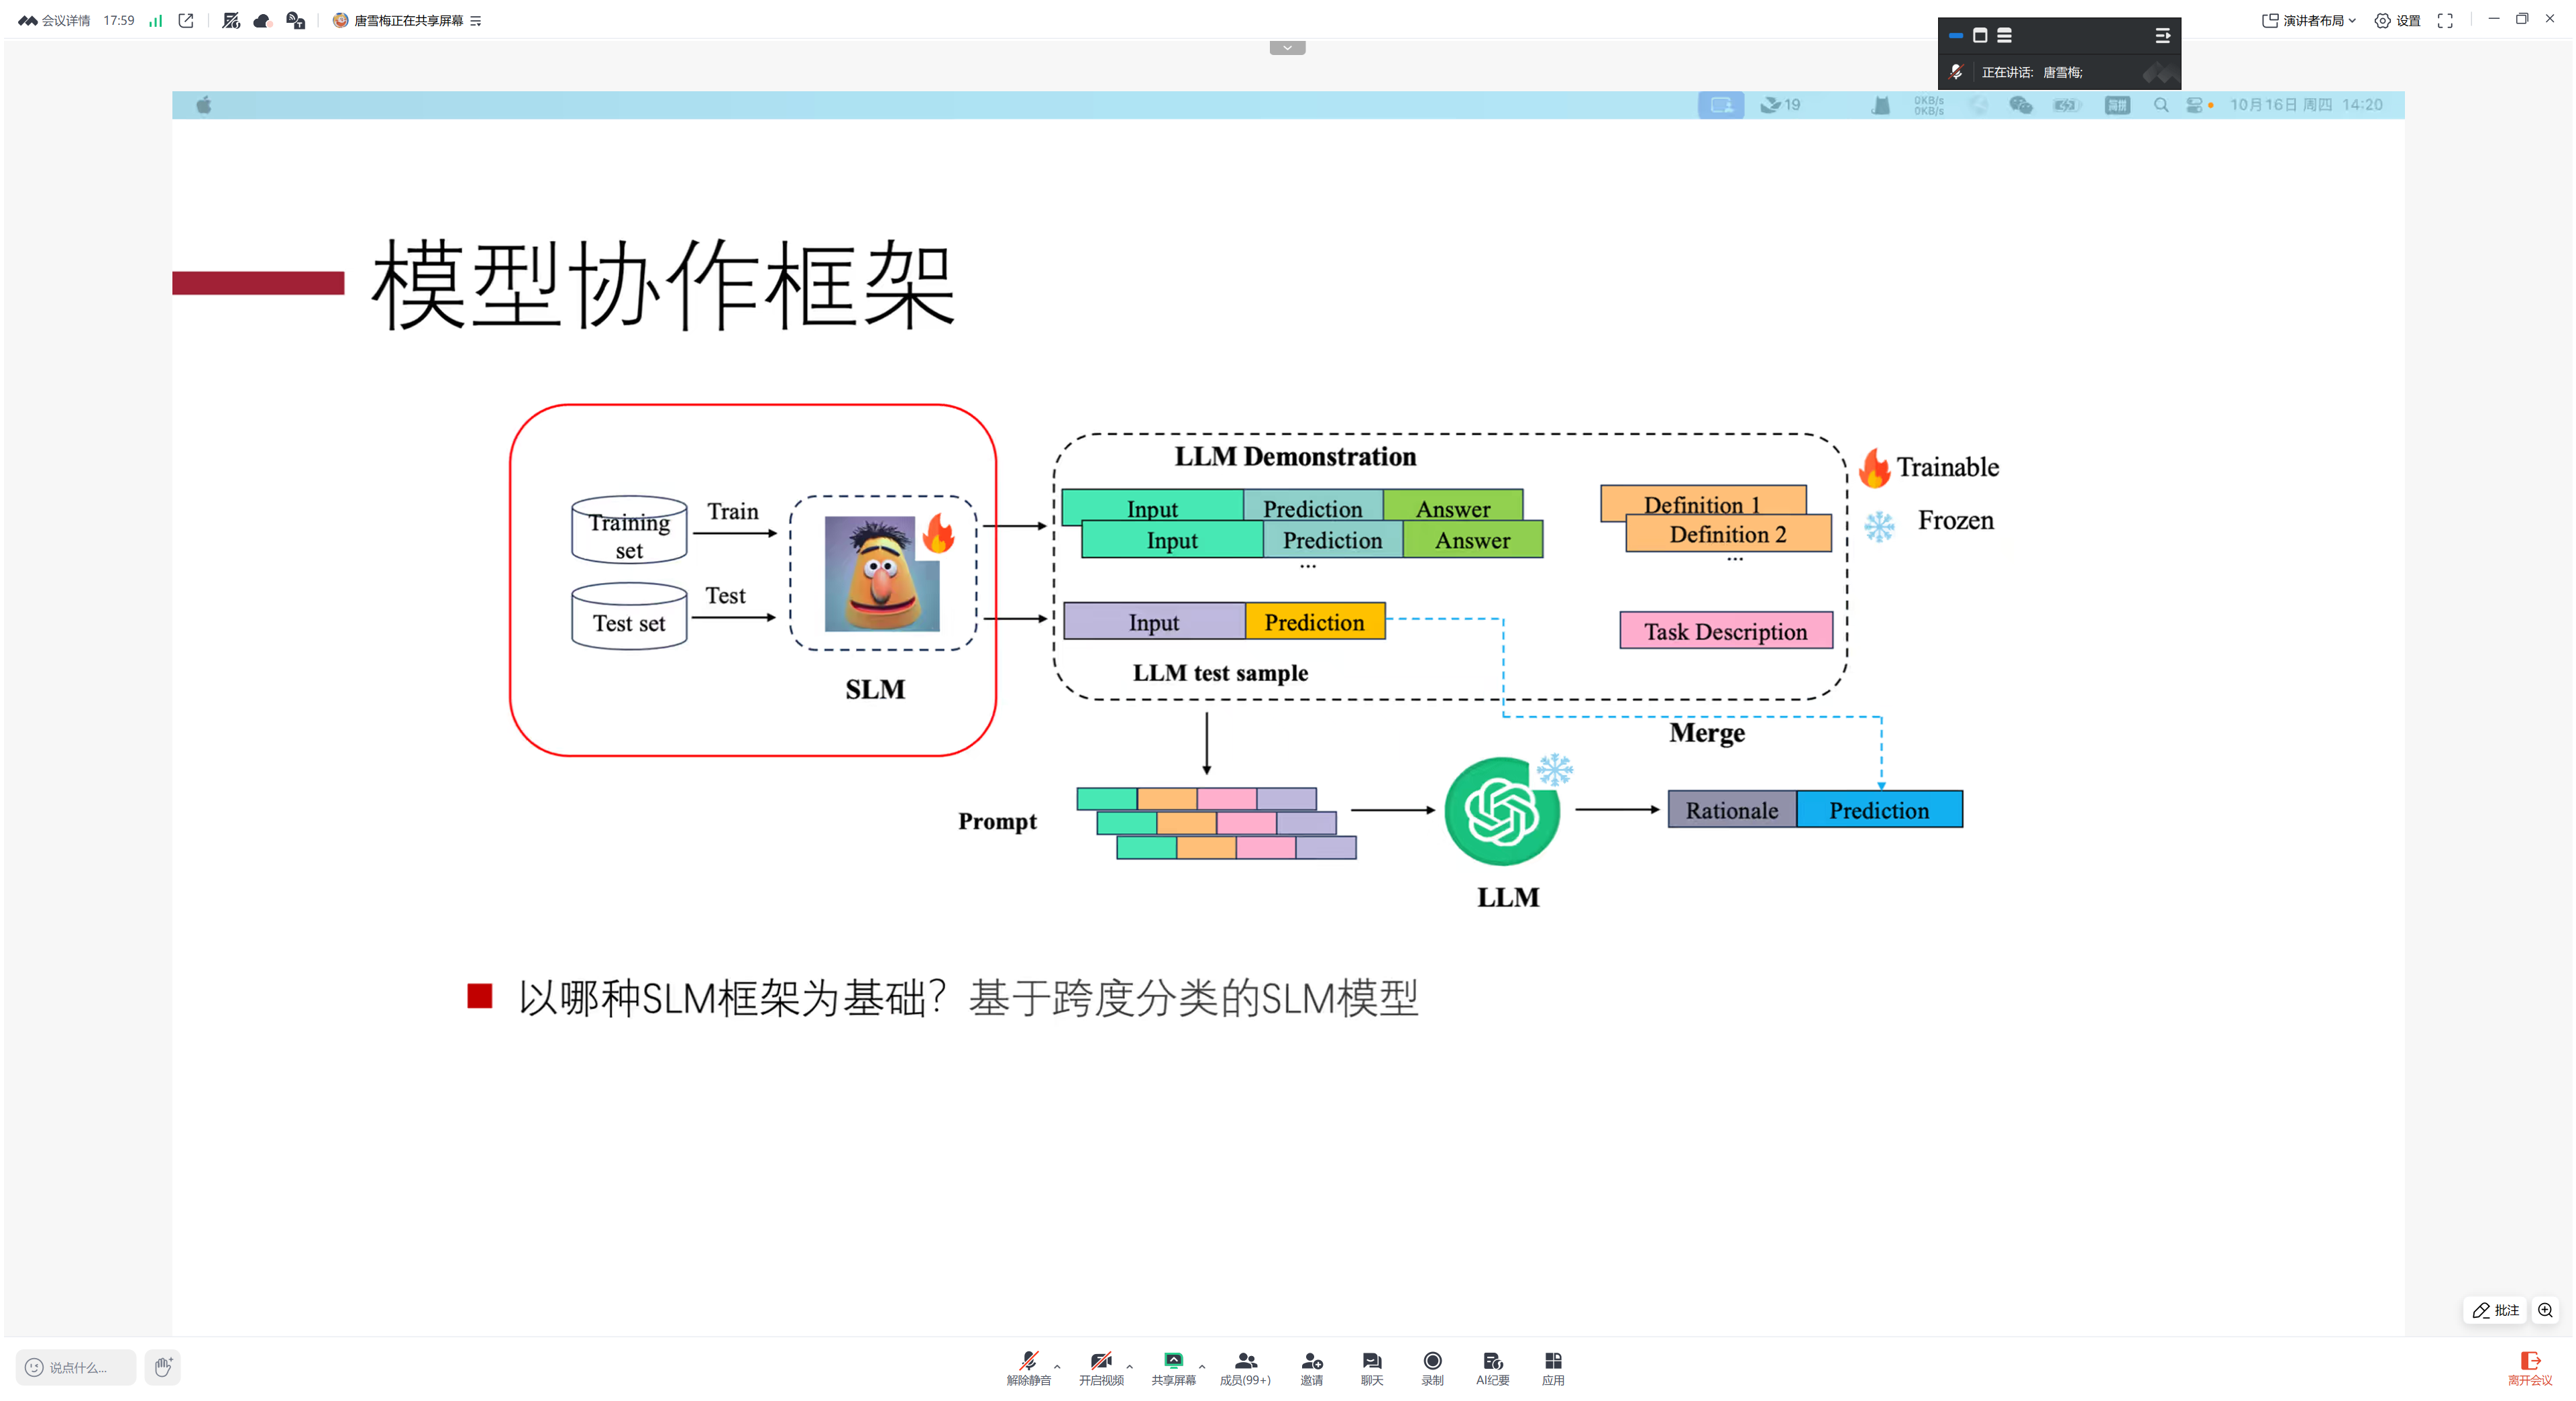 会议详情 17:59 唐雪梅正在共享屏幕 演讲者布局 设置
正在讲话: 唐雪梅;
19 0KB/s 0KB/s 简拼 10月16日 周四 14:20
模型协作框架
LLM Demonstration
Trainable
Frozen
Training set
Train
Test set
Test
SLM
Input Prediction Answer
Input Prediction Answer
...
Definition 1
Definition 2
...
Input Prediction
Task Description
LLM test sample
Merge
Prompt
Rationale Prediction
LLM
以哪种SLM框架为基础？基于跨度分类的SLM模型
批注
说点什么...
解除静音 开启视频 共享屏幕 成员(99+) 邀请 聊天 录制 AI纪要 应用
离开会议